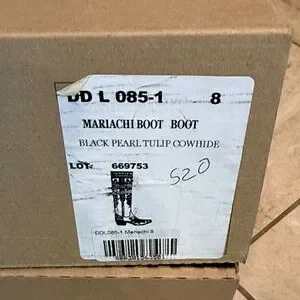 DD L 085-1 8
MARIACHI BOOT BOOT
BLACK PEARL TULIP COWHIDE
LOT: 669753
520
DDL085-1 Mariachi 8